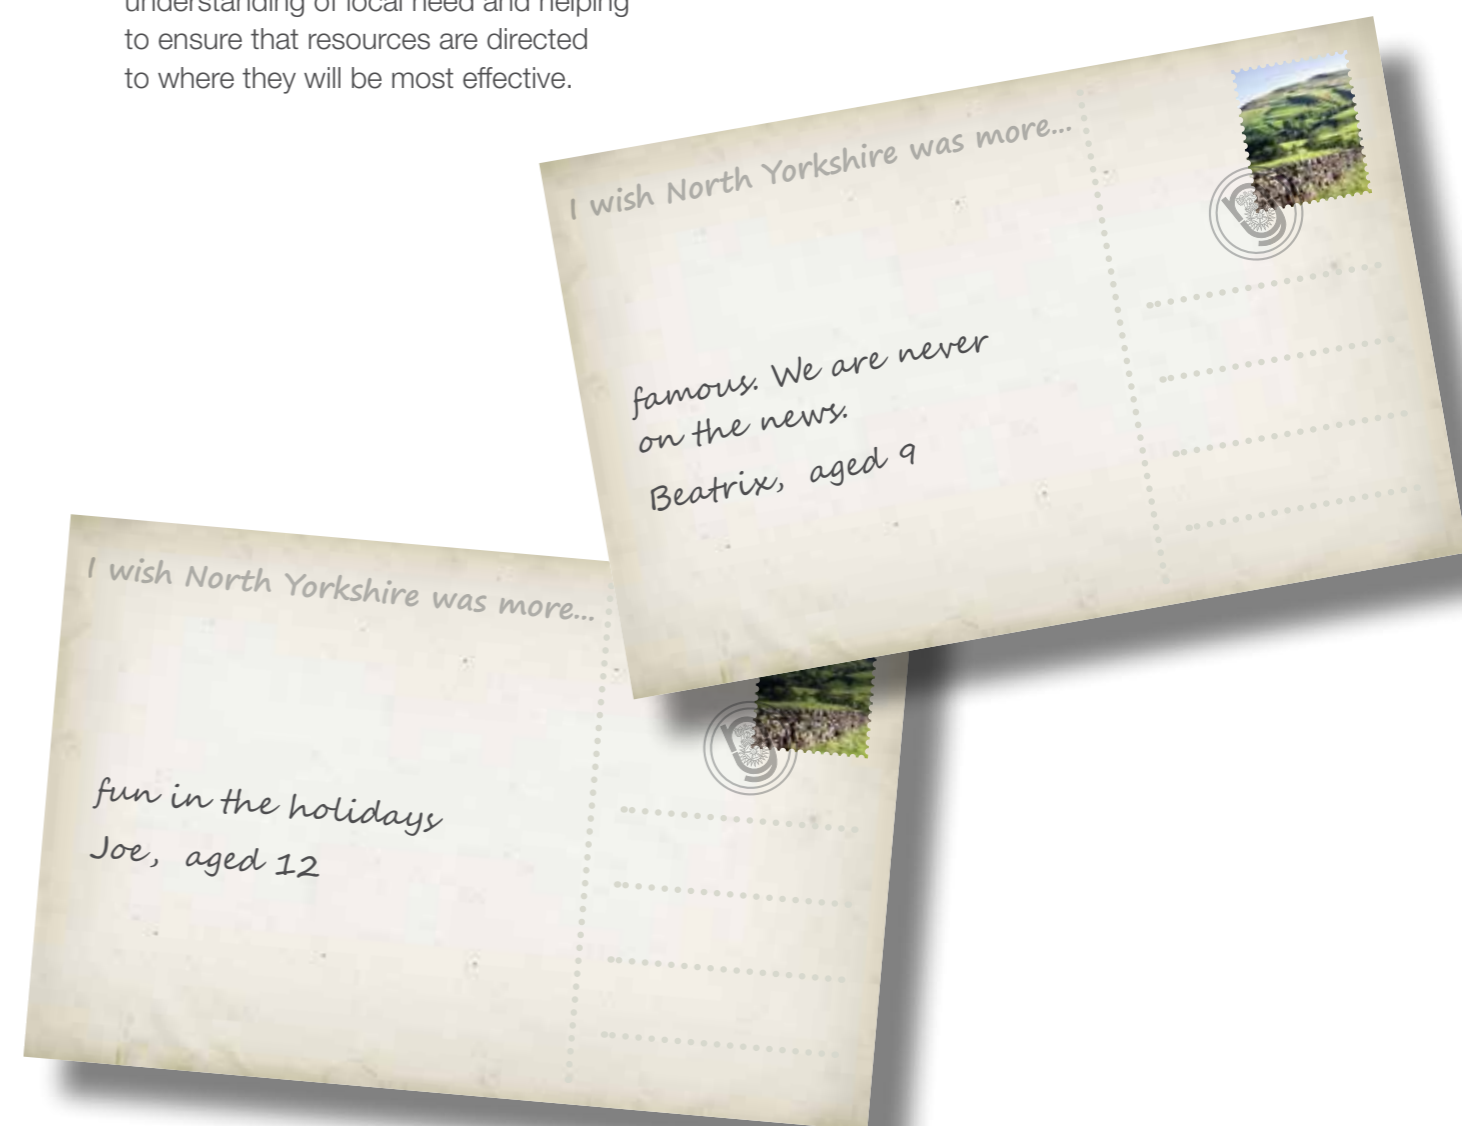 understanding of local need and helping
to ensure that resources are directed
to where they will be most effective.
I wish North Yorkshire was more...
famous. We are never
on the news.
Beatrix, aged 9
I wish North Yorkshire was more...
fun in the holidays
Joe, aged 12